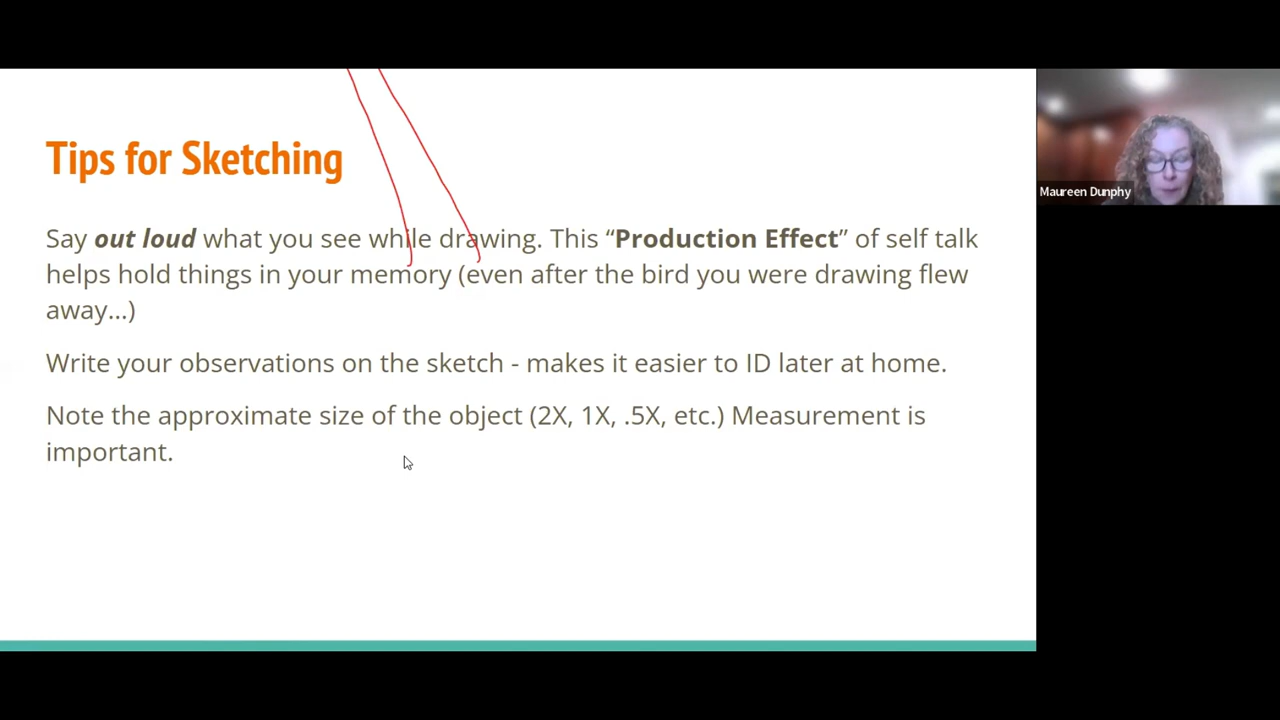 Tips for Sketching
Say out loud what you see while drawing. This “Production Effect” of self talk
helps hold things in your memory (even after the bird you were drawing flew
away...)
Write your observations on the sketch - makes it easier to ID later at home.
Note the approximate size of the object (2X, 1X, .5X, etc.) Measurement is
important.
Maureen Dunphy